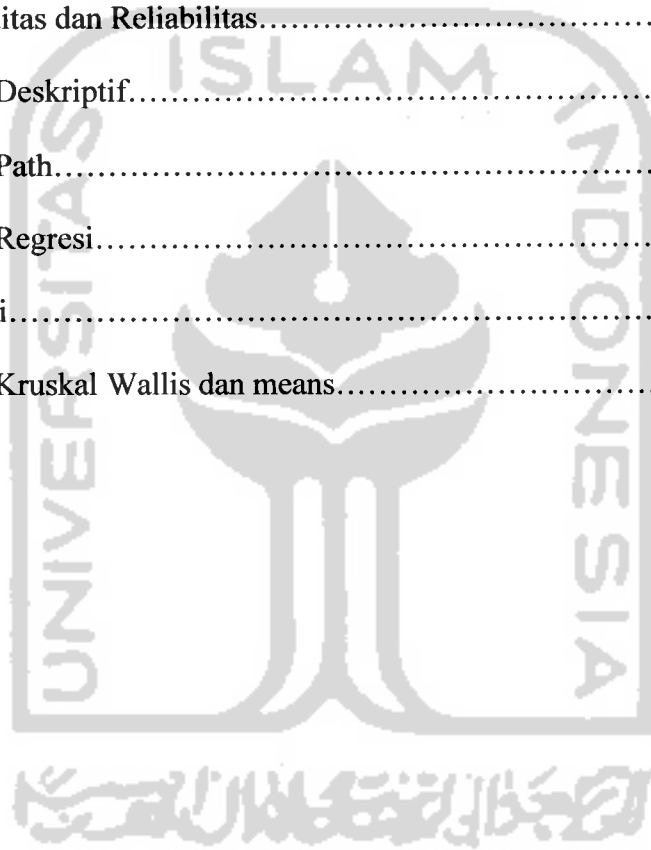 itas dan Reliabilitas
Deskriptif
Path
Regresi
i
Kruskal Wallis dan means
ISLAM
UNIVERSITAS
INDONESIA